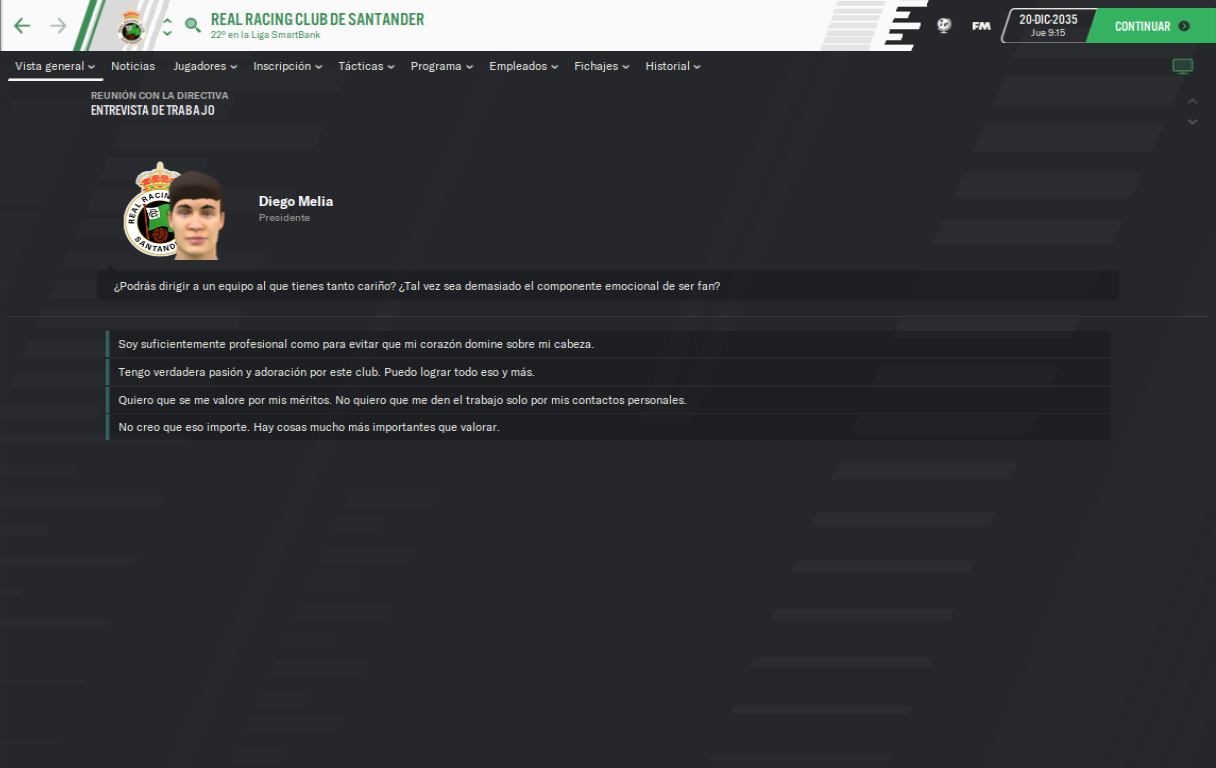 REAL RACING CLUB DE SANTANDER
22º en la Liga SmartBank
FM
20-DIC-2035
Jue 9:15
CONTINUAR
Vista general Noticias Jugadores Inscripción Tácticas Programa Empleados Fichajes Historial
REUNIÓN CON LA DIRECTIVA
ENTREVISTA DE TRABAJO
REAL RACING
SANTANDER
Diego Melia
Presidente
¿Podrás dirigir a un equipo al que tienes tanto cariño? ¿Tal vez sea demasiado el componente emocional de ser fan?
Soy suficientemente profesional como para evitar que mi corazón domine sobre mi cabeza.
Tengo verdadera pasión y adoración por este club. Puedo lograr todo eso y más.
Quiero que se me valore por mis méritos. No quiero que me den el trabajo solo por mis contactos personales.
No creo que eso importe. Hay cosas mucho más importantes que valorar.